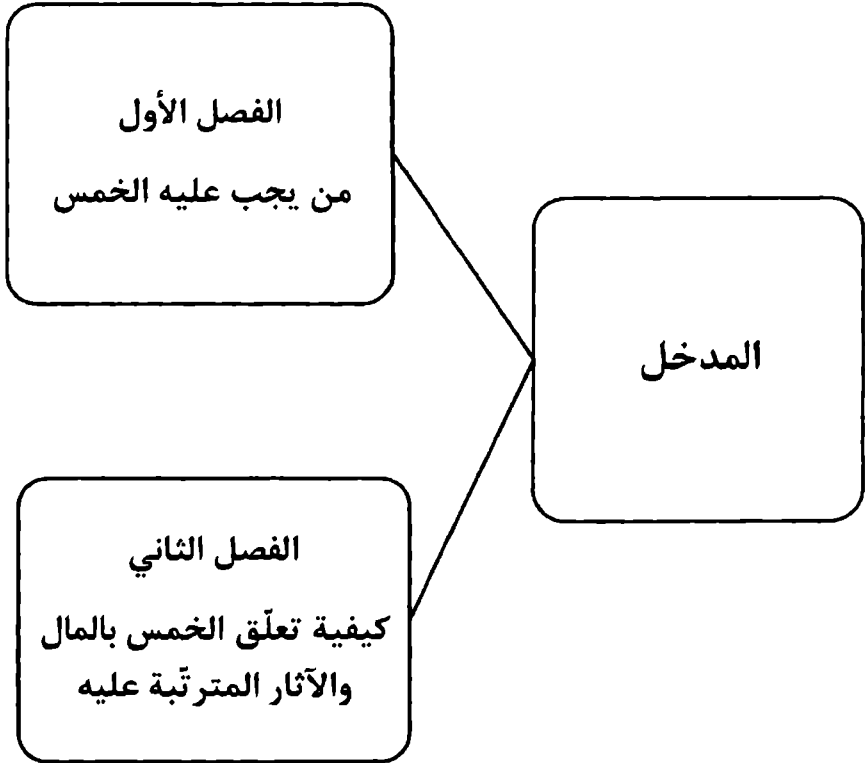 المدخل
الفصل الأول
من يجب عليه الخمس
الفصل الثاني
كيفية تعلّق الخمس بالمال
والآثار المترتّبة عليه